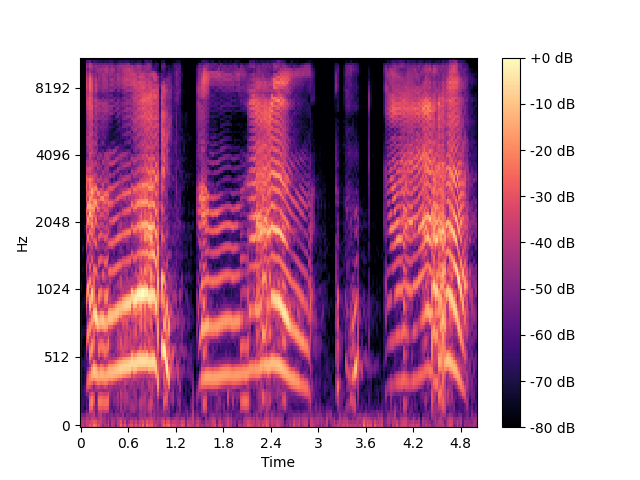 Hz
8192
4096
2048
1024
512
0
0 0.6 1.2 1.8 2.4 3 3.6 4.2 4.8
Time
+0 dB
-10 dB
-20 dB
-30 dB
-40 dB
-50 dB
-60 dB
-70 dB
-80 dB